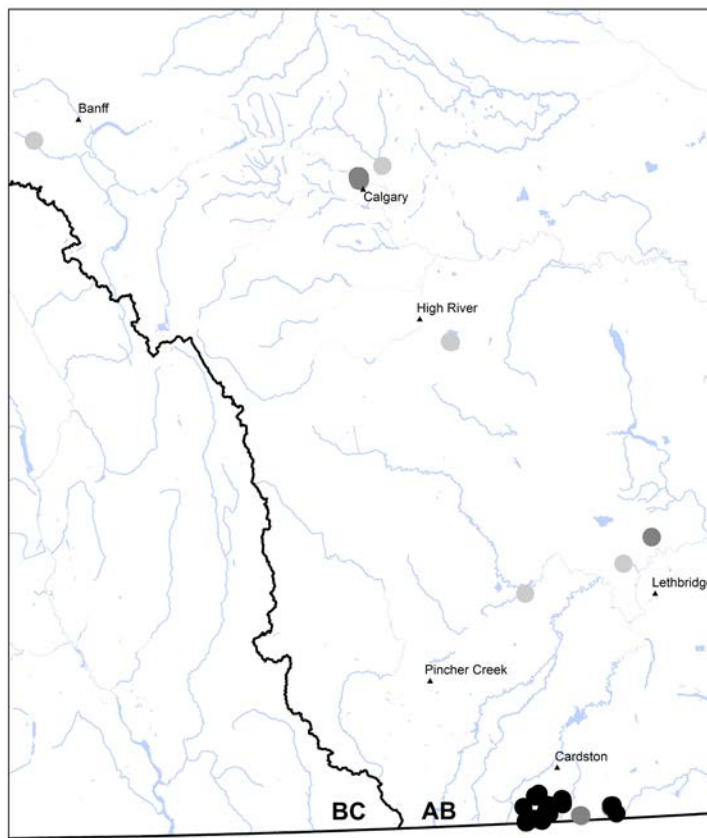 Banff
Calgary
High River
Lethbridge
Pincher Creek
Cardston
BC AB